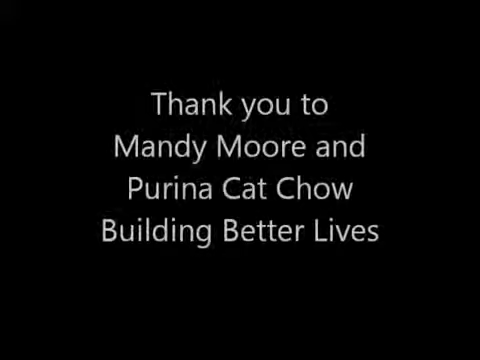 Thank you to
Mandy Moore and
Purina Cat Chow
Building Better Lives